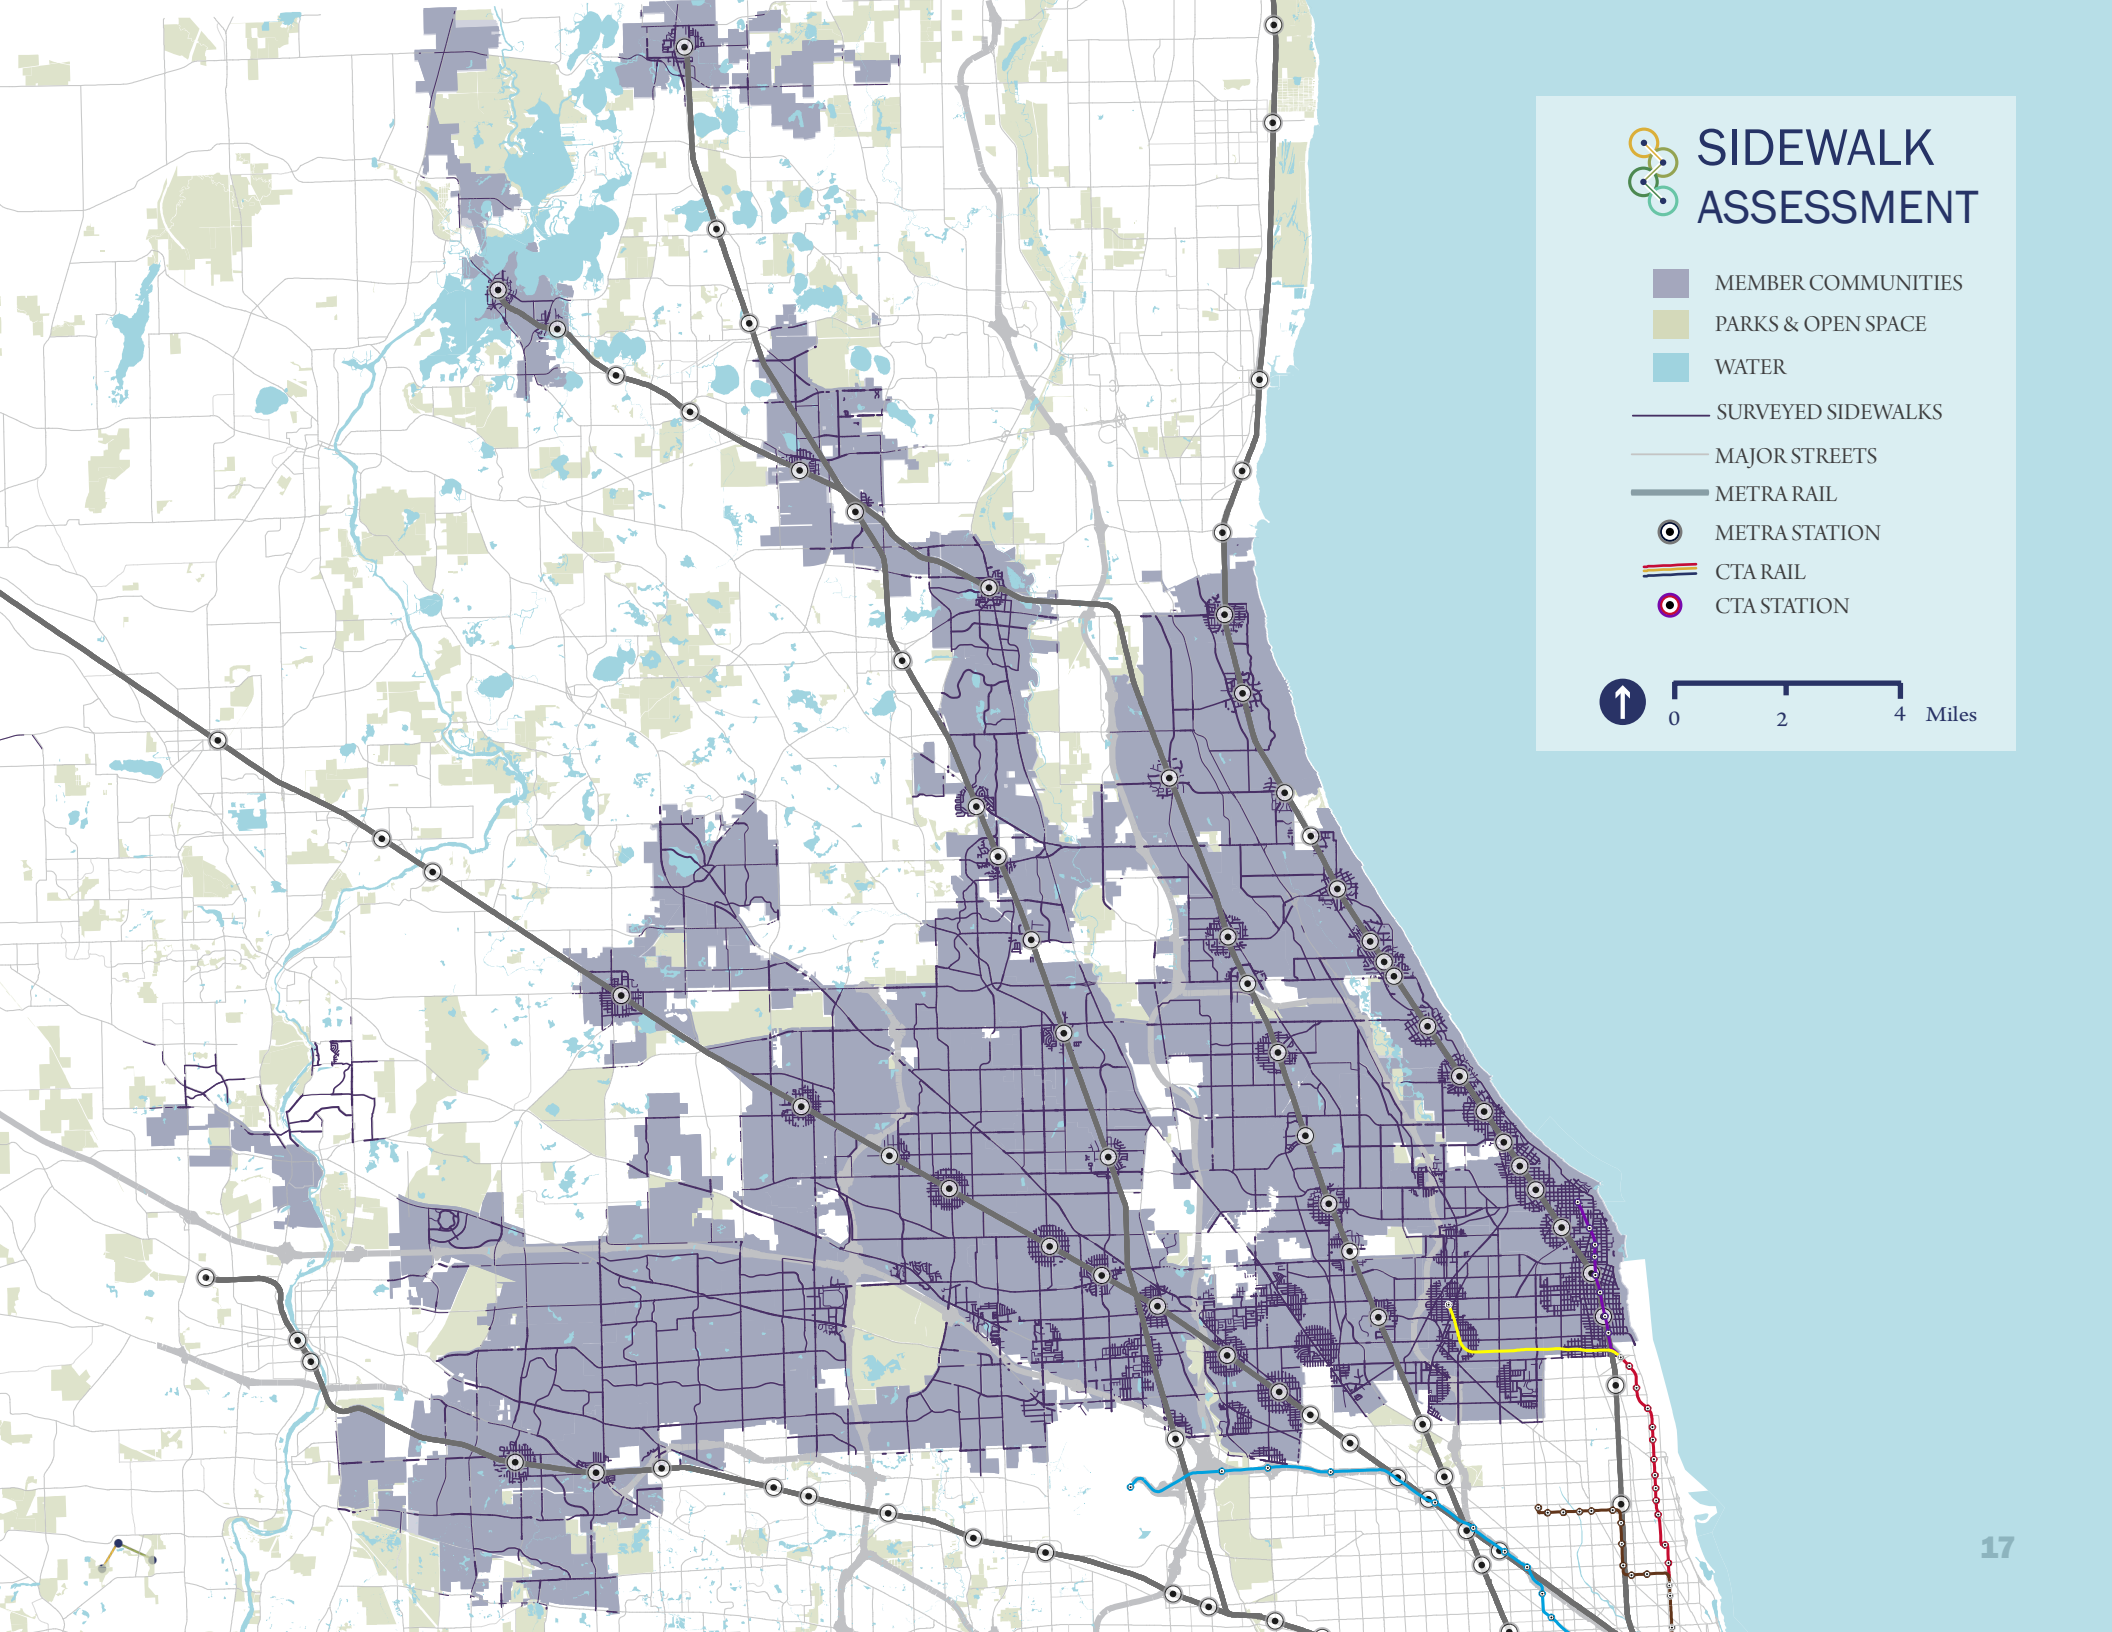 SIDEWALK
ASSESSMENT
MEMBER COMMUNITIES
PARKS & OPEN SPACE
WATER
SURVEYED SIDEWALKS
MAJOR STREETS
METRA RAIL
METRA STATION
CTA RAIL
CTA STATION
0 2 4 Miles
17